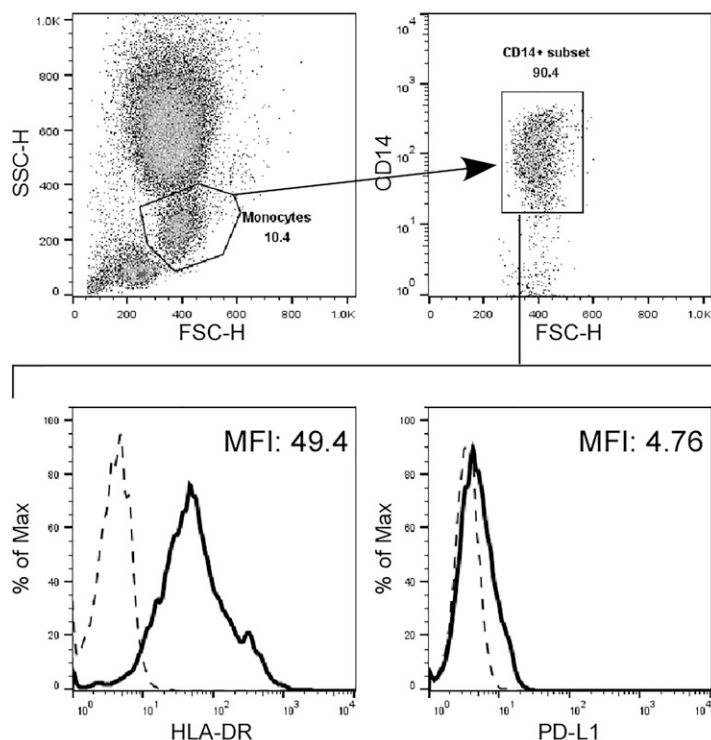 1.0K
800
600
400
200
0
SSC-H
Monocytes
10.4
0 200 400 600 800 1.0K
FSC-H
10^4
10^3
10^2
10^1
10^0
CD14
CD14+ subset
90.4
0 200 400 600 800 1.0K
FSC-H
100
80
60
40
20
0
% of Max
MFI: 49.4
10^0 10^1 10^2 10^3 10^4
HLA-DR
100
80
60
40
20
0
% of Max
MFI: 4.76
10^0 10^1 10^2 10^3 10^4
PD-L1